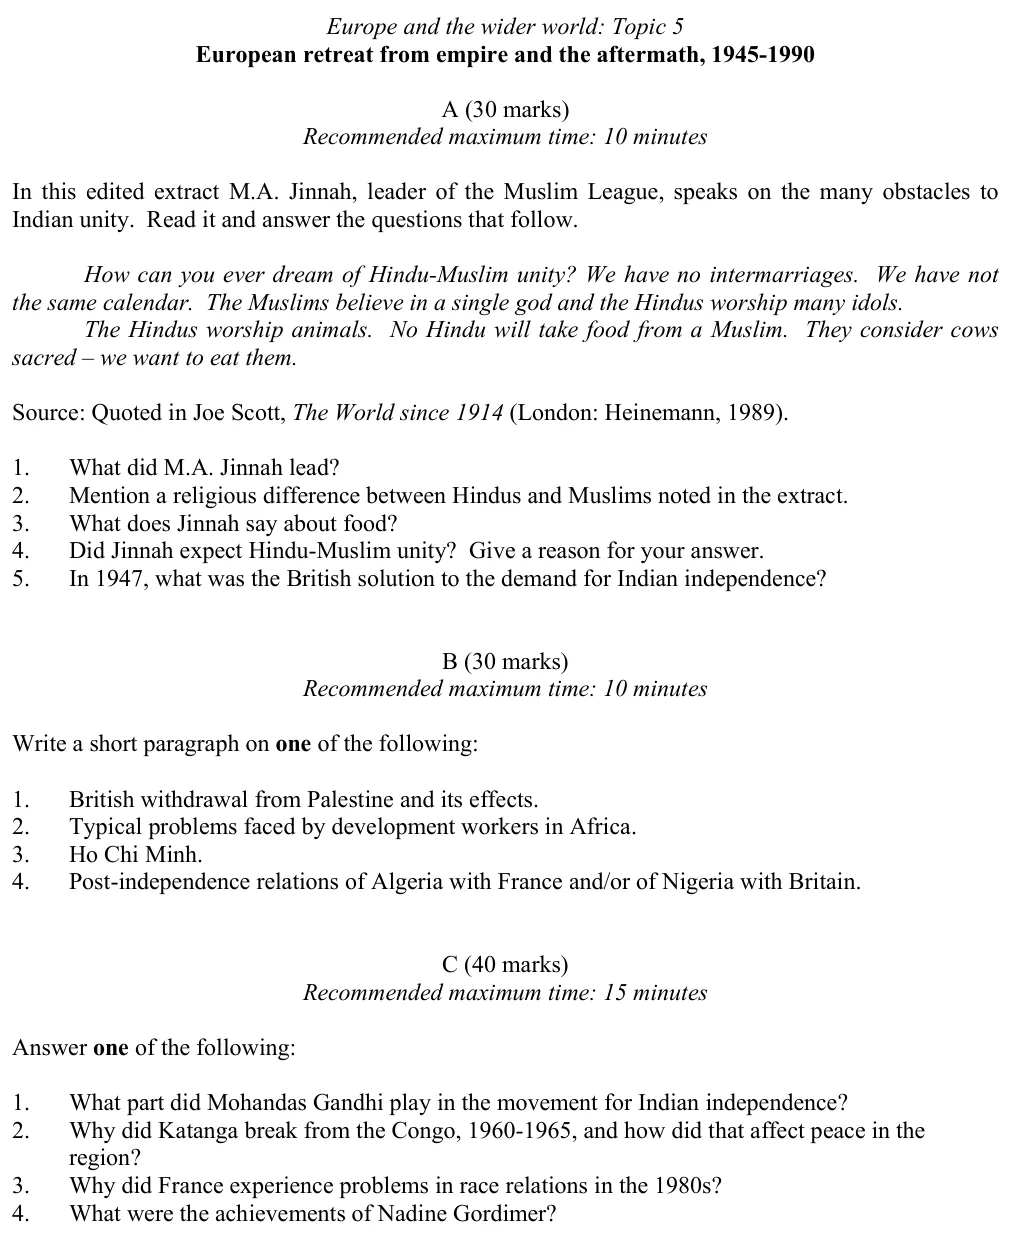 Europe and the wider world: Topic 5
European retreat from empire and the aftermath, 1945-1990
A (30 marks)
Recommended maximum time: 10 minutes
In this edited extract M.A. Jinnah, leader of the Muslim League, speaks on the many obstacles to
Indian unity.  Read it and answer the questions that follow.
How can you ever dream of Hindu-Muslim unity? We have no intermarriages.  We have not
the same calendar.  The Muslims believe in a single god and the Hindus worship many idols.
The Hindus worship animals.  No Hindu will take food from a Muslim.  They consider cows
sacred – we want to eat them.
Source: Quoted in Joe Scott, The World since 1914 (London: Heinemann, 1989).
1. What did M.A. Jinnah lead?
2. Mention a religious difference between Hindus and Muslims noted in the extract.
3. What does Jinnah say about food?
4. Did Jinnah expect Hindu-Muslim unity?  Give a reason for your answer.
5. In 1947, what was the British solution to the demand for Indian independence?
B (30 marks)
Recommended maximum time: 10 minutes
Write a short paragraph on one of the following:
1. British withdrawal from Palestine and its effects.
2. Typical problems faced by development workers in Africa.
3. Ho Chi Minh.
4. Post-independence relations of Algeria with France and/or of Nigeria with Britain.
C (40 marks)
Recommended maximum time: 15 minutes
Answer one of the following:
1. What part did Mohandas Gandhi play in the movement for Indian independence?
2. Why did Katanga break from the Congo, 1960-1965, and how did that affect peace in the
region?
3. Why did France experience problems in race relations in the 1980s?
4. What were the achievements of Nadine Gordimer?